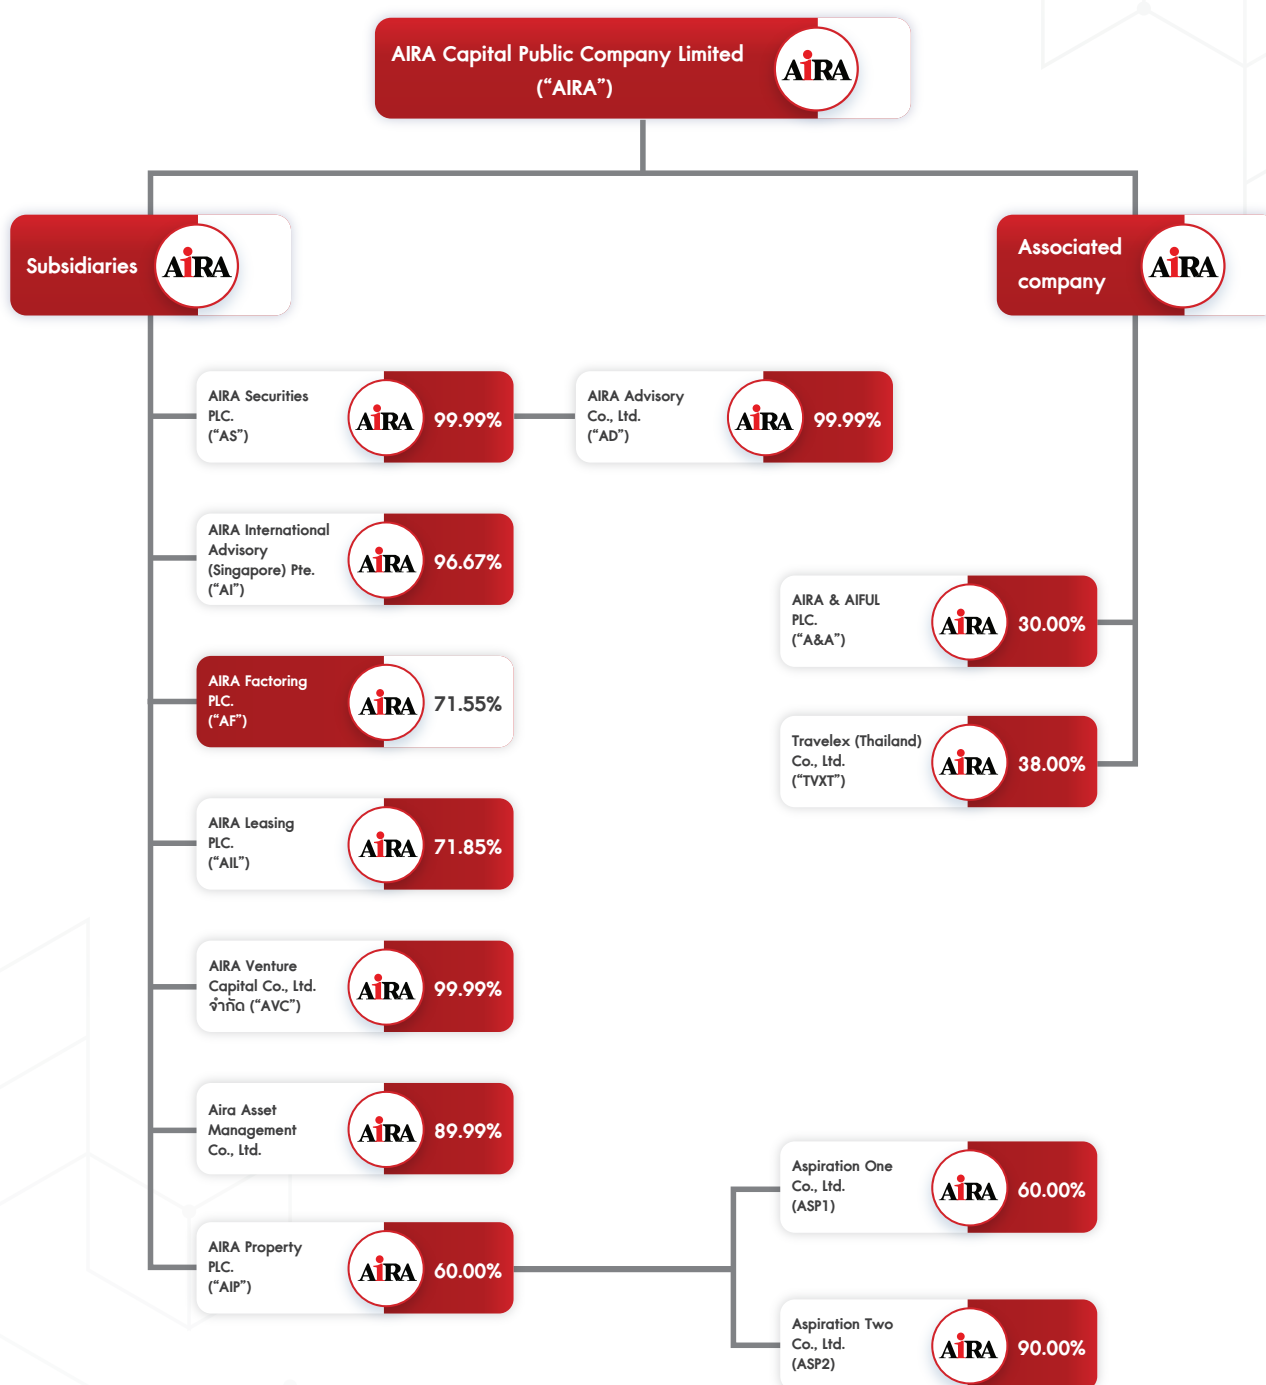 AIRA Capital Public Company Limited
(“AIRA”)
AiRA
Subsidiaries
AiRA
Associated
company
AiRA
AIRA Securities
PLC.
(“AS”)
AiRA
99.99%
AIRA Advisory
Co., Ltd.
(“AD”)
AiRA
99.99%
AIRA International
Advisory
(Singapore) Pte.
(“AI”)
AiRA
96.67%
AIRA & AIFUL
PLC.
(“A&A”)
AiRA
30.00%
AIRA Factoring
PLC.
(“AF”)
AiRA
71.55%
Travelex (Thailand)
Co., Ltd.
(“TVXT”)
AiRA
38.00%
AIRA Leasing
PLC.
(“AIL”)
AiRA
71.85%
AIRA Venture
Capital Co., Ltd.
จำกัด (“AVC”)
AiRA
99.99%
Aira Asset
Management
Co., Ltd.
AiRA
89.99%
AIRA Property
PLC.
(“AIP”)
AiRA
60.00%
Aspiration One
Co., Ltd.
(ASP1)
AiRA
60.00%
Aspiration Two
Co., Ltd.
(ASP2)
AiRA
90.00%